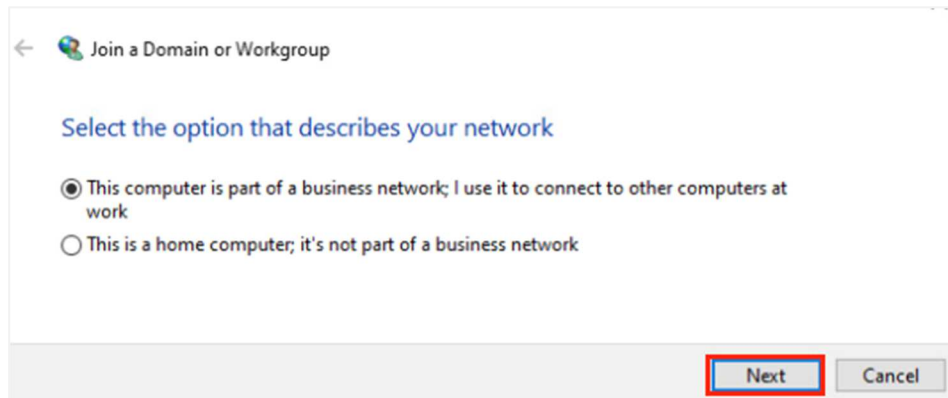 Join a Domain or Workgroup
Select the option that describes your network
This computer is part of a business network; I use it to connect to other computers at
work
This is a home computer; it's not part of a business network
Next Cancel